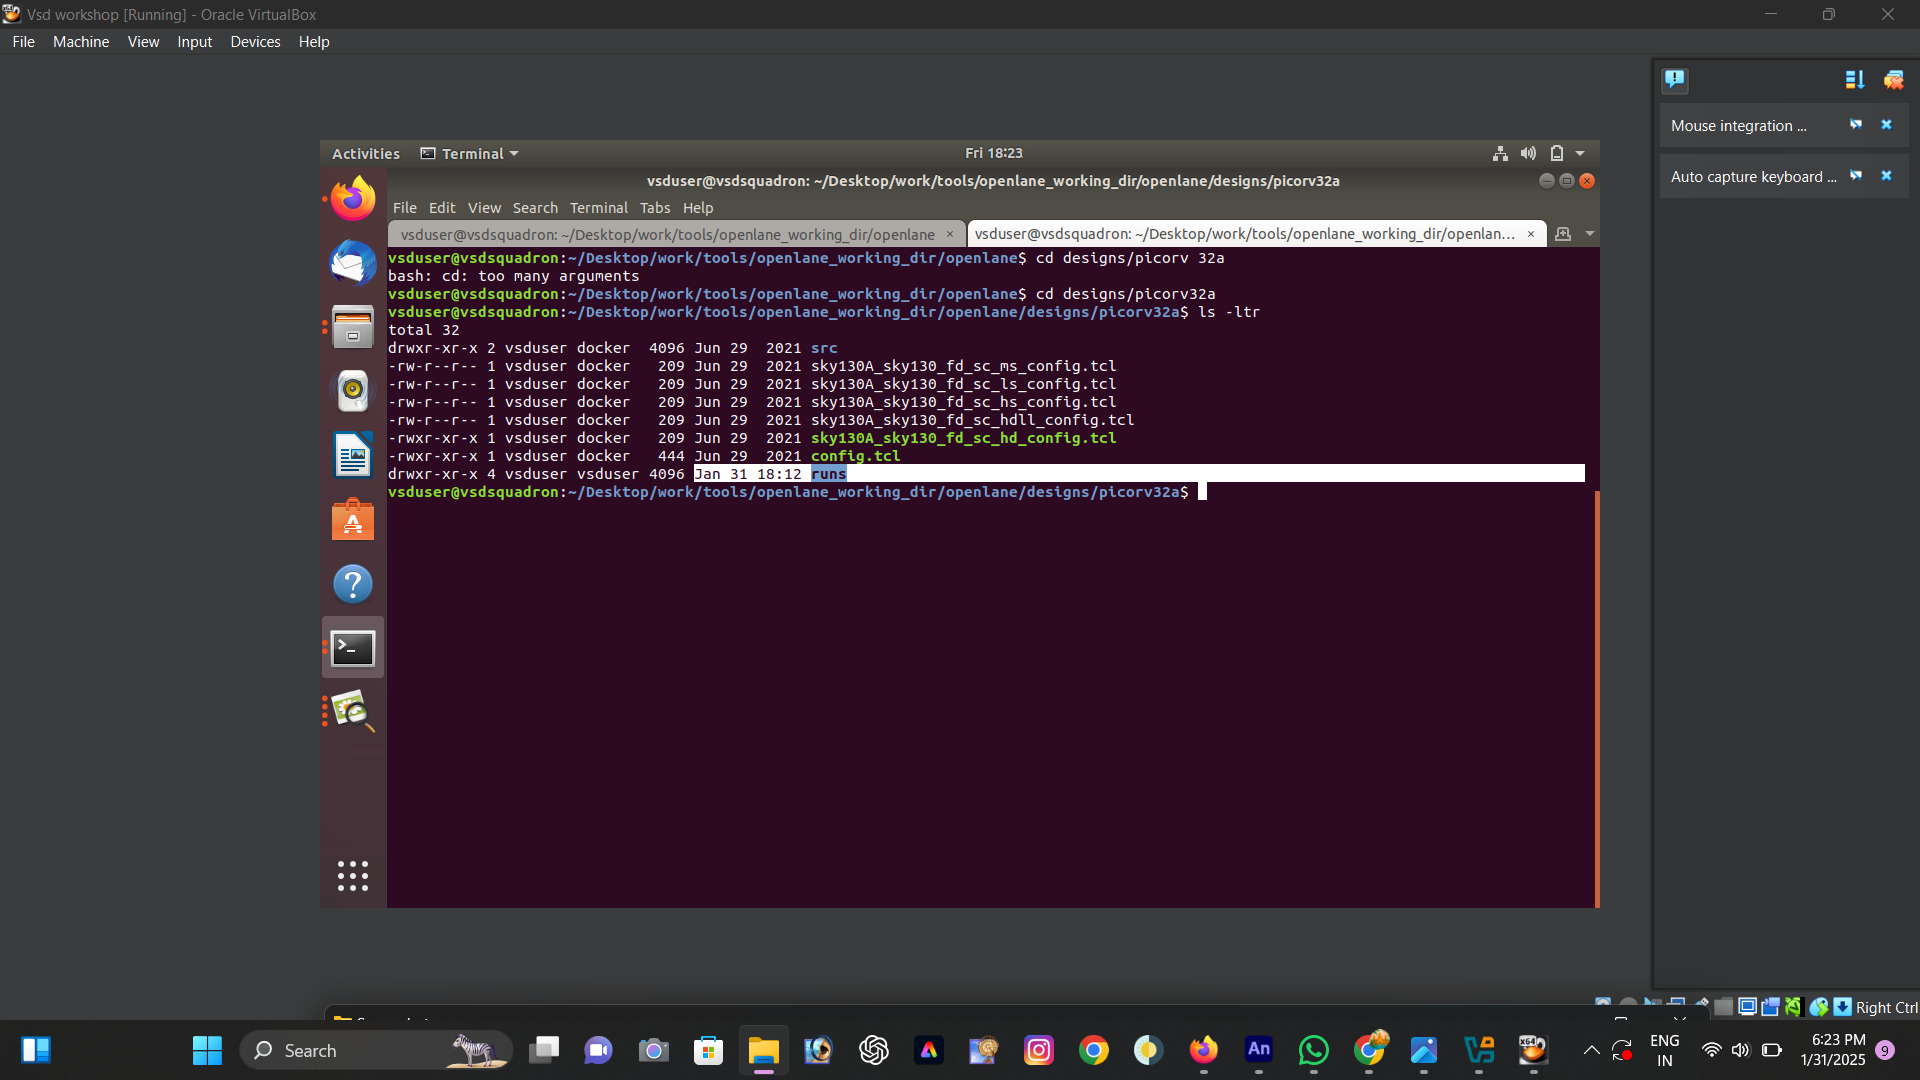 Vsd workshop [Running] - Oracle VirtualBox
File Machine View Input Devices Help
Mouse integration ...
Auto capture keyboard ...
Activities Terminal Fri 18:23
vsduser@vsdsquadron: ~/Desktop/work/tools/openlane_working_dir/openlane/designs/picorv32a
File Edit View Search Terminal Tabs Help
vsduser@vsdsquadron: ~/Desktop/work/tools/openlane_working_dir/openlane × vsduser@vsdsquadron: ~/Desktop/work/tools/openlane_working_dir/openlan... ×
vsduser@vsdsquadron:~/Desktop/work/tools/openlane_working_dir/openlane$ cd designs/picorv 32a
bash: cd: too many arguments
vsduser@vsdsquadron:~/Desktop/work/tools/openlane_working_dir/openlane$ cd designs/picorv32a
vsduser@vsdsquadron:~/Desktop/work/tools/openlane_working_dir/openlane/designs/picorv32a$ ls -ltr
total 32
drwxr-xr-x 2 vsduser docker  4096 Jun 29  2021 src
-rw-r--r-- 1 vsduser docker   209 Jun 29  2021 sky130A_sky130_fd_sc_ms_config.tcl
-rw-r--r-- 1 vsduser docker   209 Jun 29  2021 sky130A_sky130_fd_sc_ls_config.tcl
-rw-r--r-- 1 vsduser docker   209 Jun 29  2021 sky130A_sky130_fd_sc_hs_config.tcl
-rw-r--r-- 1 vsduser docker   209 Jun 29  2021 sky130A_sky130_fd_sc_hdll_config.tcl
-rwxr-xr-x 1 vsduser docker   209 Jun 29  2021 sky130A_sky130_fd_sc_hd_config.tcl
-rwxr-xr-x 1 vsduser docker   444 Jun 29  2021 config.tcl
drwxr-xr-x 4 vsduser vsduser 4096 Jan 31 18:12 runs
vsduser@vsdsquadron:~/Desktop/work/tools/openlane_working_dir/openlane/designs/picorv32a$
Right Ctrl
Search
An
x64
ENG
IN
6:23 PM
1/31/2025
9